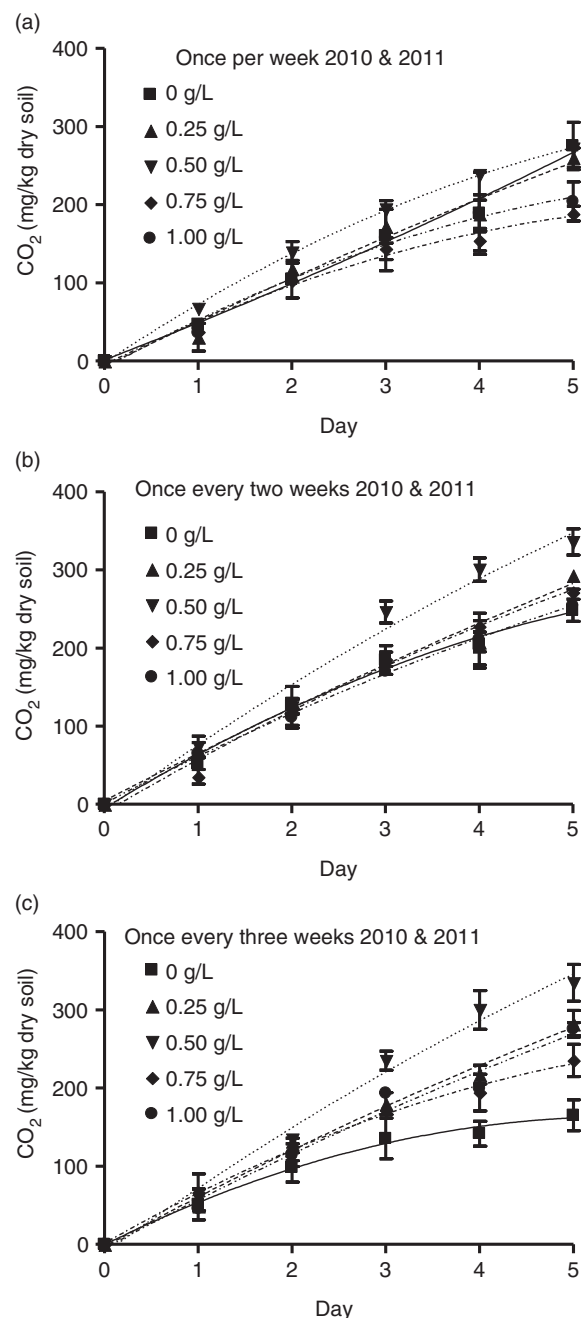 (a)
400
Once per week 2010 & 2011
0 g/L
0.25 g/L
0.50 g/L
0.75 g/L
1.00 g/L
300
200
100
0
CO₂ (mg/kg dry soil)
0 1 2 3 4 5
Day
(b)
400
Once every two weeks 2010 & 2011
0 g/L
0.25 g/L
0.50 g/L
0.75 g/L
1.00 g/L
300
200
100
0
CO₂ (mg/kg dry soil)
0 1 2 3 4 5
Day
(c)
400
Once every three weeks 2010 & 2011
0 g/L
0.25 g/L
0.50 g/L
0.75 g/L
1.00 g/L
300
200
100
0
CO₂ (mg/kg dry soil)
0 1 2 3 4 5
Day